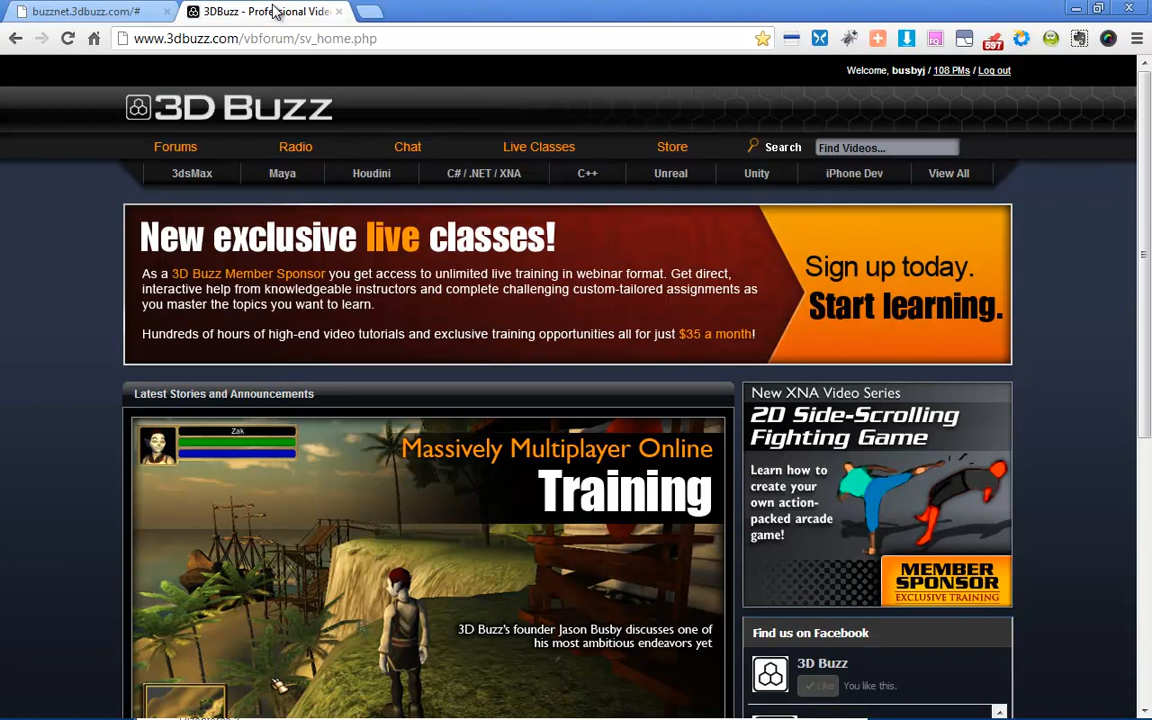 buzznet.3dbuzz.com/#
3DBuzz - Professional Vide
www.3dbuzz.com/vbforum/sv_home.php
597
Welcome, busbyj / 108 PMs / Log out
3D Buzz
Forums Radio Chat Live Classes Store Search Find Videos...
3dsMax Maya Houdini C# / .NET / XNA C++ Unreal Unity iPhone Dev View All
New exclusive live classes!
As a 3D Buzz Member Sponsor you get access to unlimited live training in webinar format. Get direct,
interactive help from knowledgeable instructors and complete challenging custom-tailored assignments as
you master the topics you want to learn.
Hundreds of hours of high-end video tutorials and exclusive training opportunities all for just $35 a month!
Sign up today.
Start learning.
Latest Stories and Announcements
Zak
Massively Multiplayer Online
Training
3D Buzz's founder Jason Busby discusses one of
his most ambitious endeavors yet
New XNA Video Series
2D Side-Scrolling
Fighting Game
Learn how to
create your
own action-
packed arcade
game!
MEMBER
SPONSOR
EXCLUSIVE TRAINING
Find us on Facebook
3D Buzz
Like You like this.